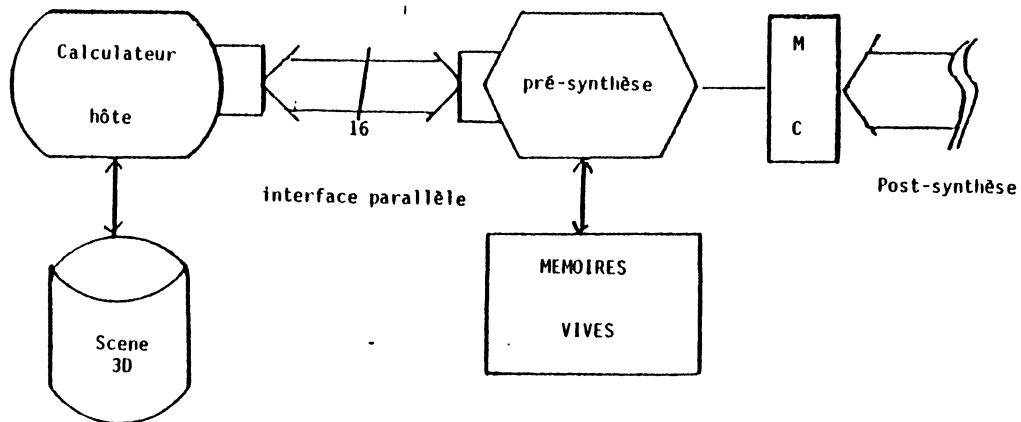 Calculateur
hôte
16
interface parallèle
pré-synthèse
M
C
Post-synthèse
MEMOIRES
VIVES
Scene
3D